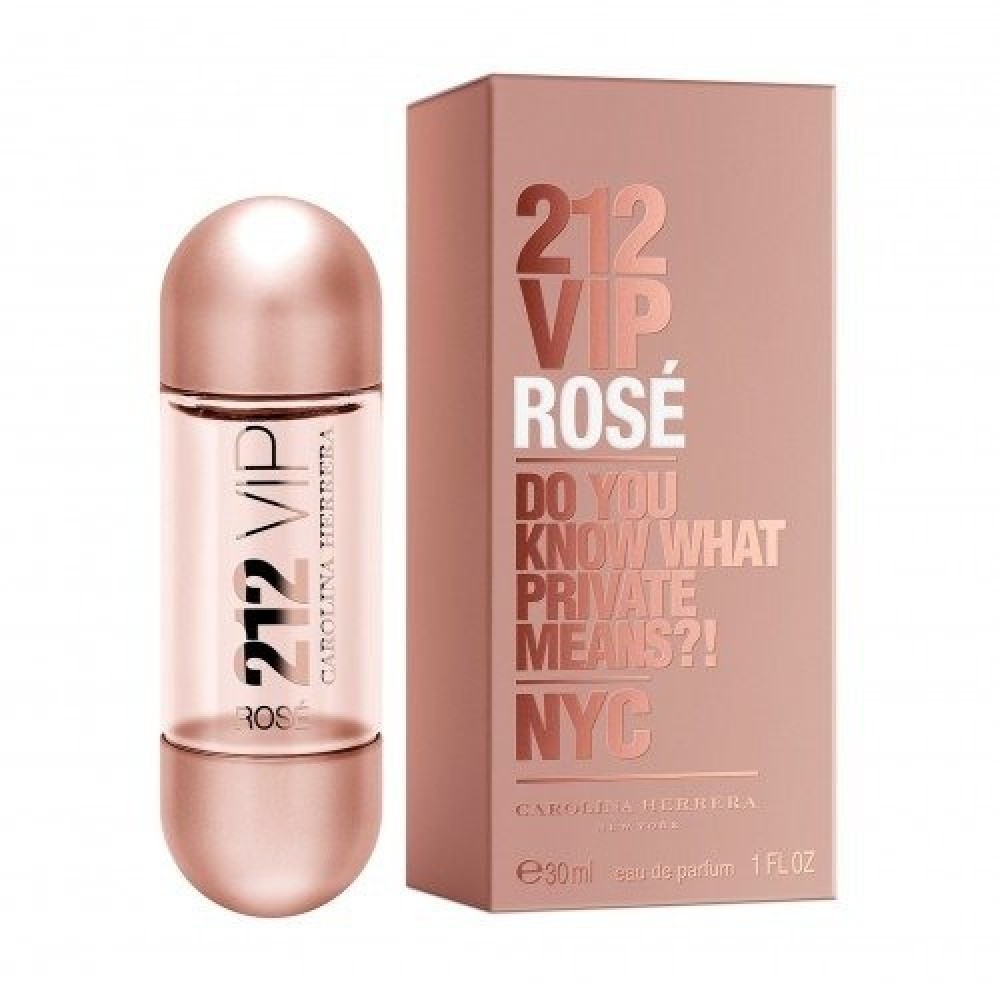 ROSÉ 212 VIP
CAROLINA HERRERA
212
VIP
ROSÉ
DO YOU
KNOW WHAT
PRIVATE
MEANS?!
NYC
CAROLINA HERRERA
NEW YORK
℮30ml eau de parfum 1 FL OZ